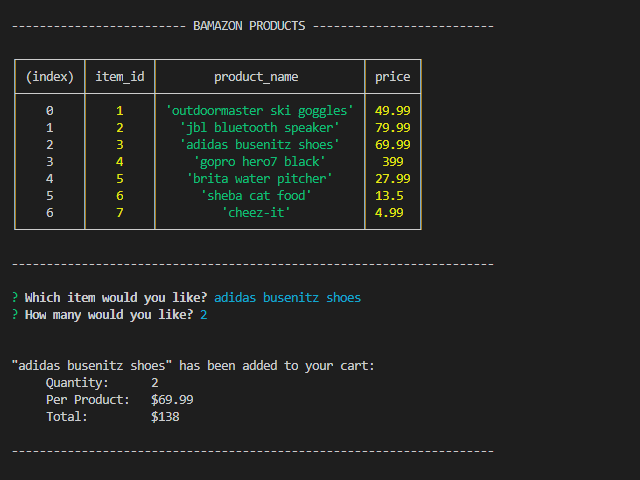 ------------------------- BAMAZON PRODUCTS --------------------------
(index) item_id product_name price
0 1 'outdoormaster ski goggles' 49.99
1 2 'jbl bluetooth speaker' 79.99
2 3 'adidas busenitz shoes' 69.99
3 4 'gopro hero7 black' 399
4 5 'brita water pitcher' 27.99
5 6 'sheba cat food' 13.5
6 7 'cheez-it' 4.99
---------------------------------------------------------------------
? Which item would you like? adidas busenitz shoes
? How many would you like? 2
"adidas busenitz shoes" has been added to your cart:
Quantity: 2
Per Product: $69.99
Total: $138
---------------------------------------------------------------------